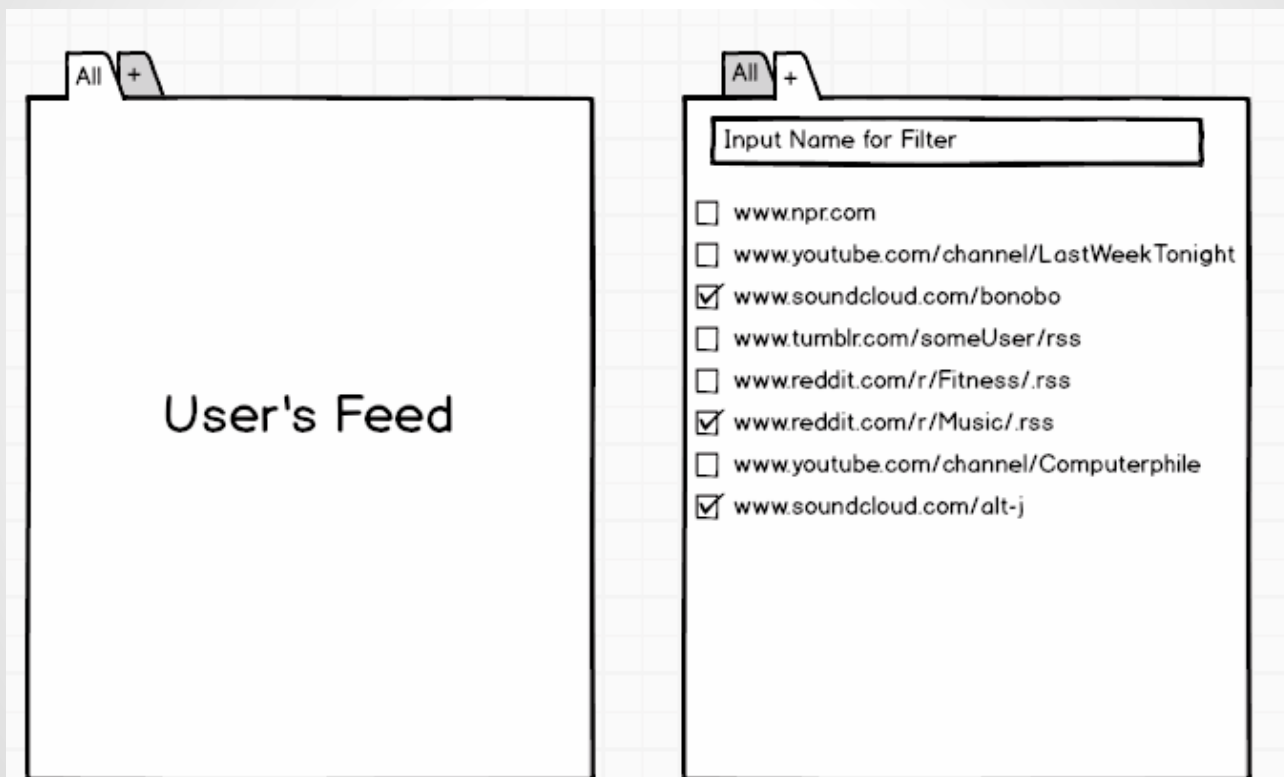 All +
User's Feed
All +
Input Name for Filter
www.npr.com
www.youtube.com/channel/LastWeekTonight
www.soundcloud.com/bonobo
www.tumblr.com/someUser/rss
www.reddit.com/r/Fitness/.rss
www.reddit.com/r/Music/.rss
www.youtube.com/channel/Computerphile
www.soundcloud.com/alt-j